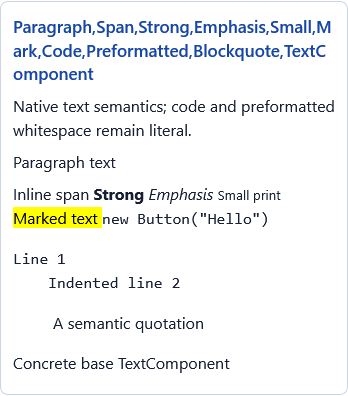 Paragraph,Span,Strong,Emphasis,Small,M
ark,Code,Preformatted,Blockquote,TextC
omponent
Native text semantics; code and preformatted
whitespace remain literal.
Paragraph text
Inline span Strong Emphasis Small print
Marked text new Button("Hello")
Line 1
    Indented line 2
A semantic quotation
Concrete base TextComponent